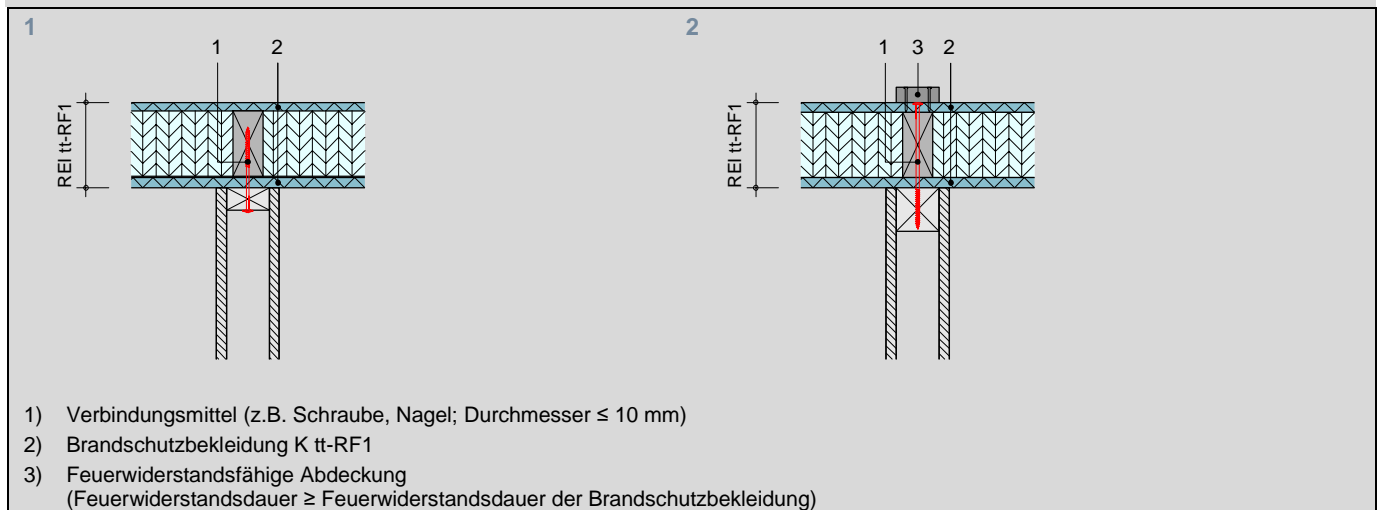 1
2
1 2
1 3 2
REI tt-RF1
REI tt-RF1
1) Verbindungsmittel (z.B. Schraube, Nagel; Durchmesser ≤ 10 mm)
2) Brandschutzbekleidung K tt-RF1
3) Feuerwiderstandsfähige Abdeckung
(Feuerwiderstandsdauer ≥ Feuerwiderstandsdauer der Brandschutzbekleidung)